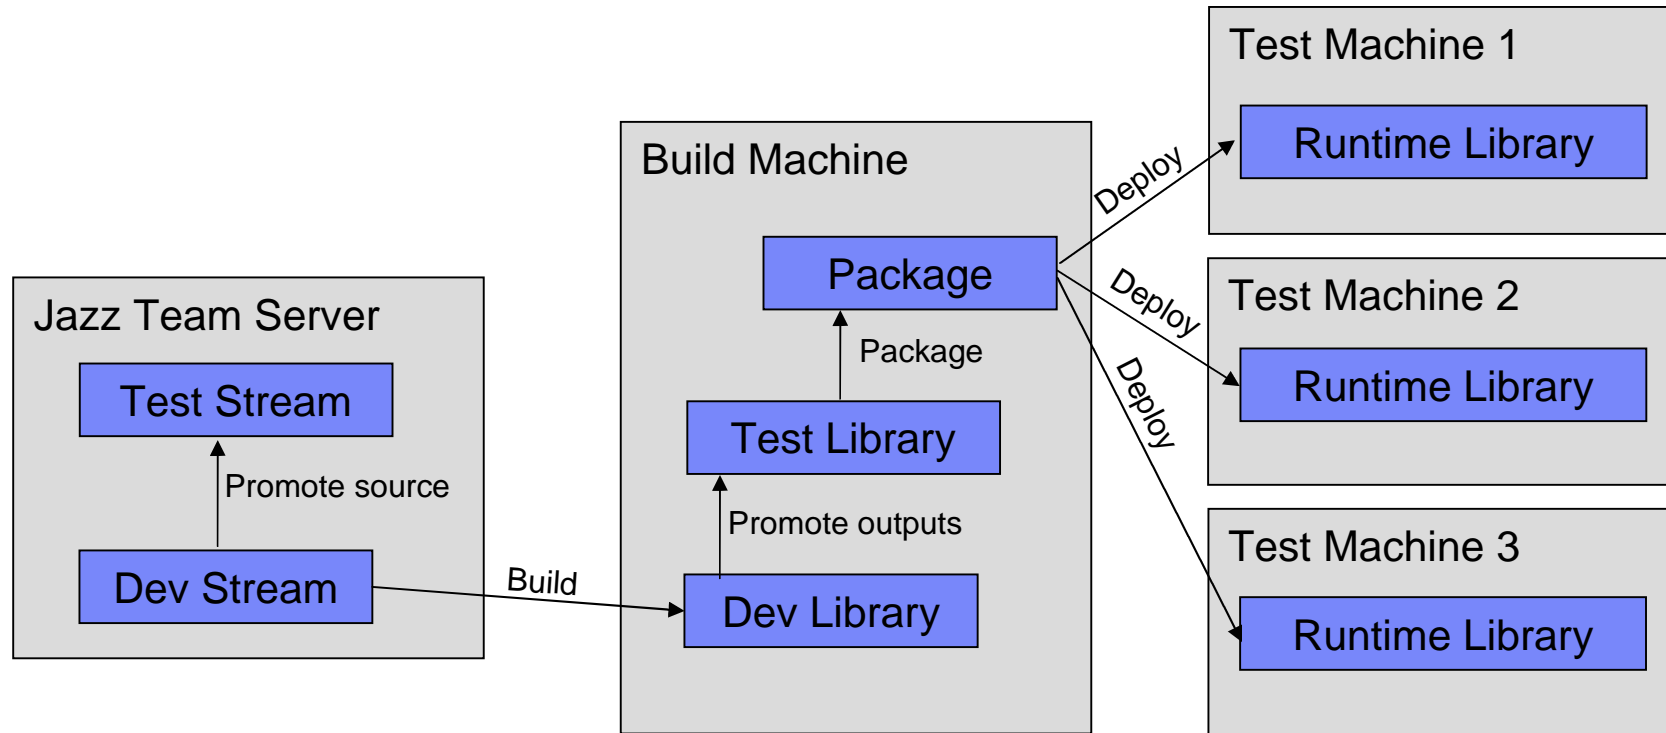 Jazz Team Server
Test Stream
Promote source
Dev Stream
Build
Build Machine
Package
Package
Test Library
Promote outputs
Dev Library
Deploy
Deploy
Deploy
Test Machine 1
Runtime Library
Test Machine 2
Runtime Library
Test Machine 3
Runtime Library